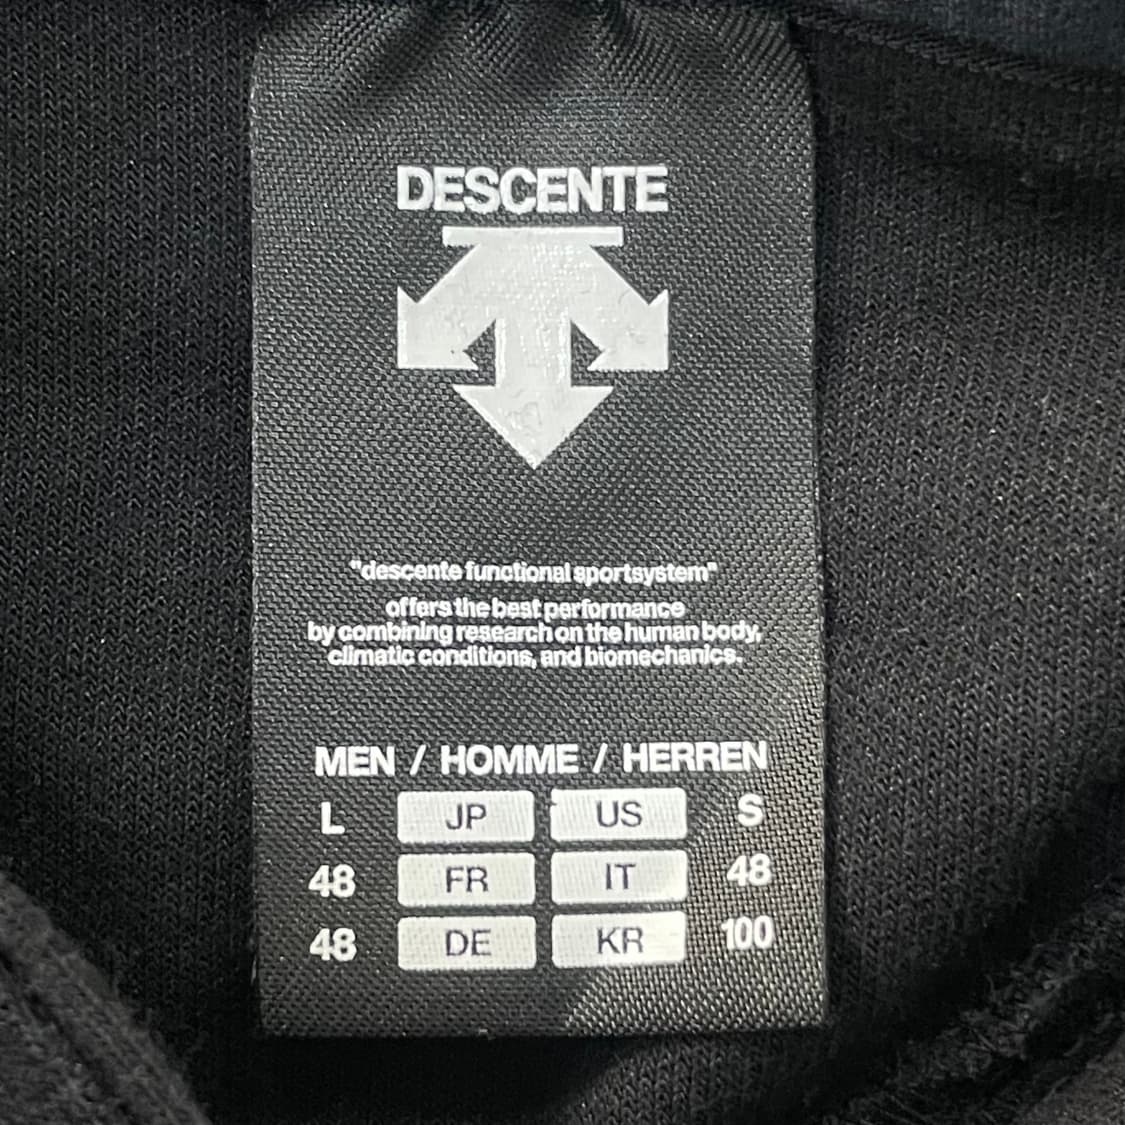 DESCENTE
"descente functional sportsystem"
offers the best performance
by combining research on the human body,
climatic conditions, and biomechanics.
MEN / HOMME / HERREN
L JP US S
48 FR IT 48
48 DE KR 100